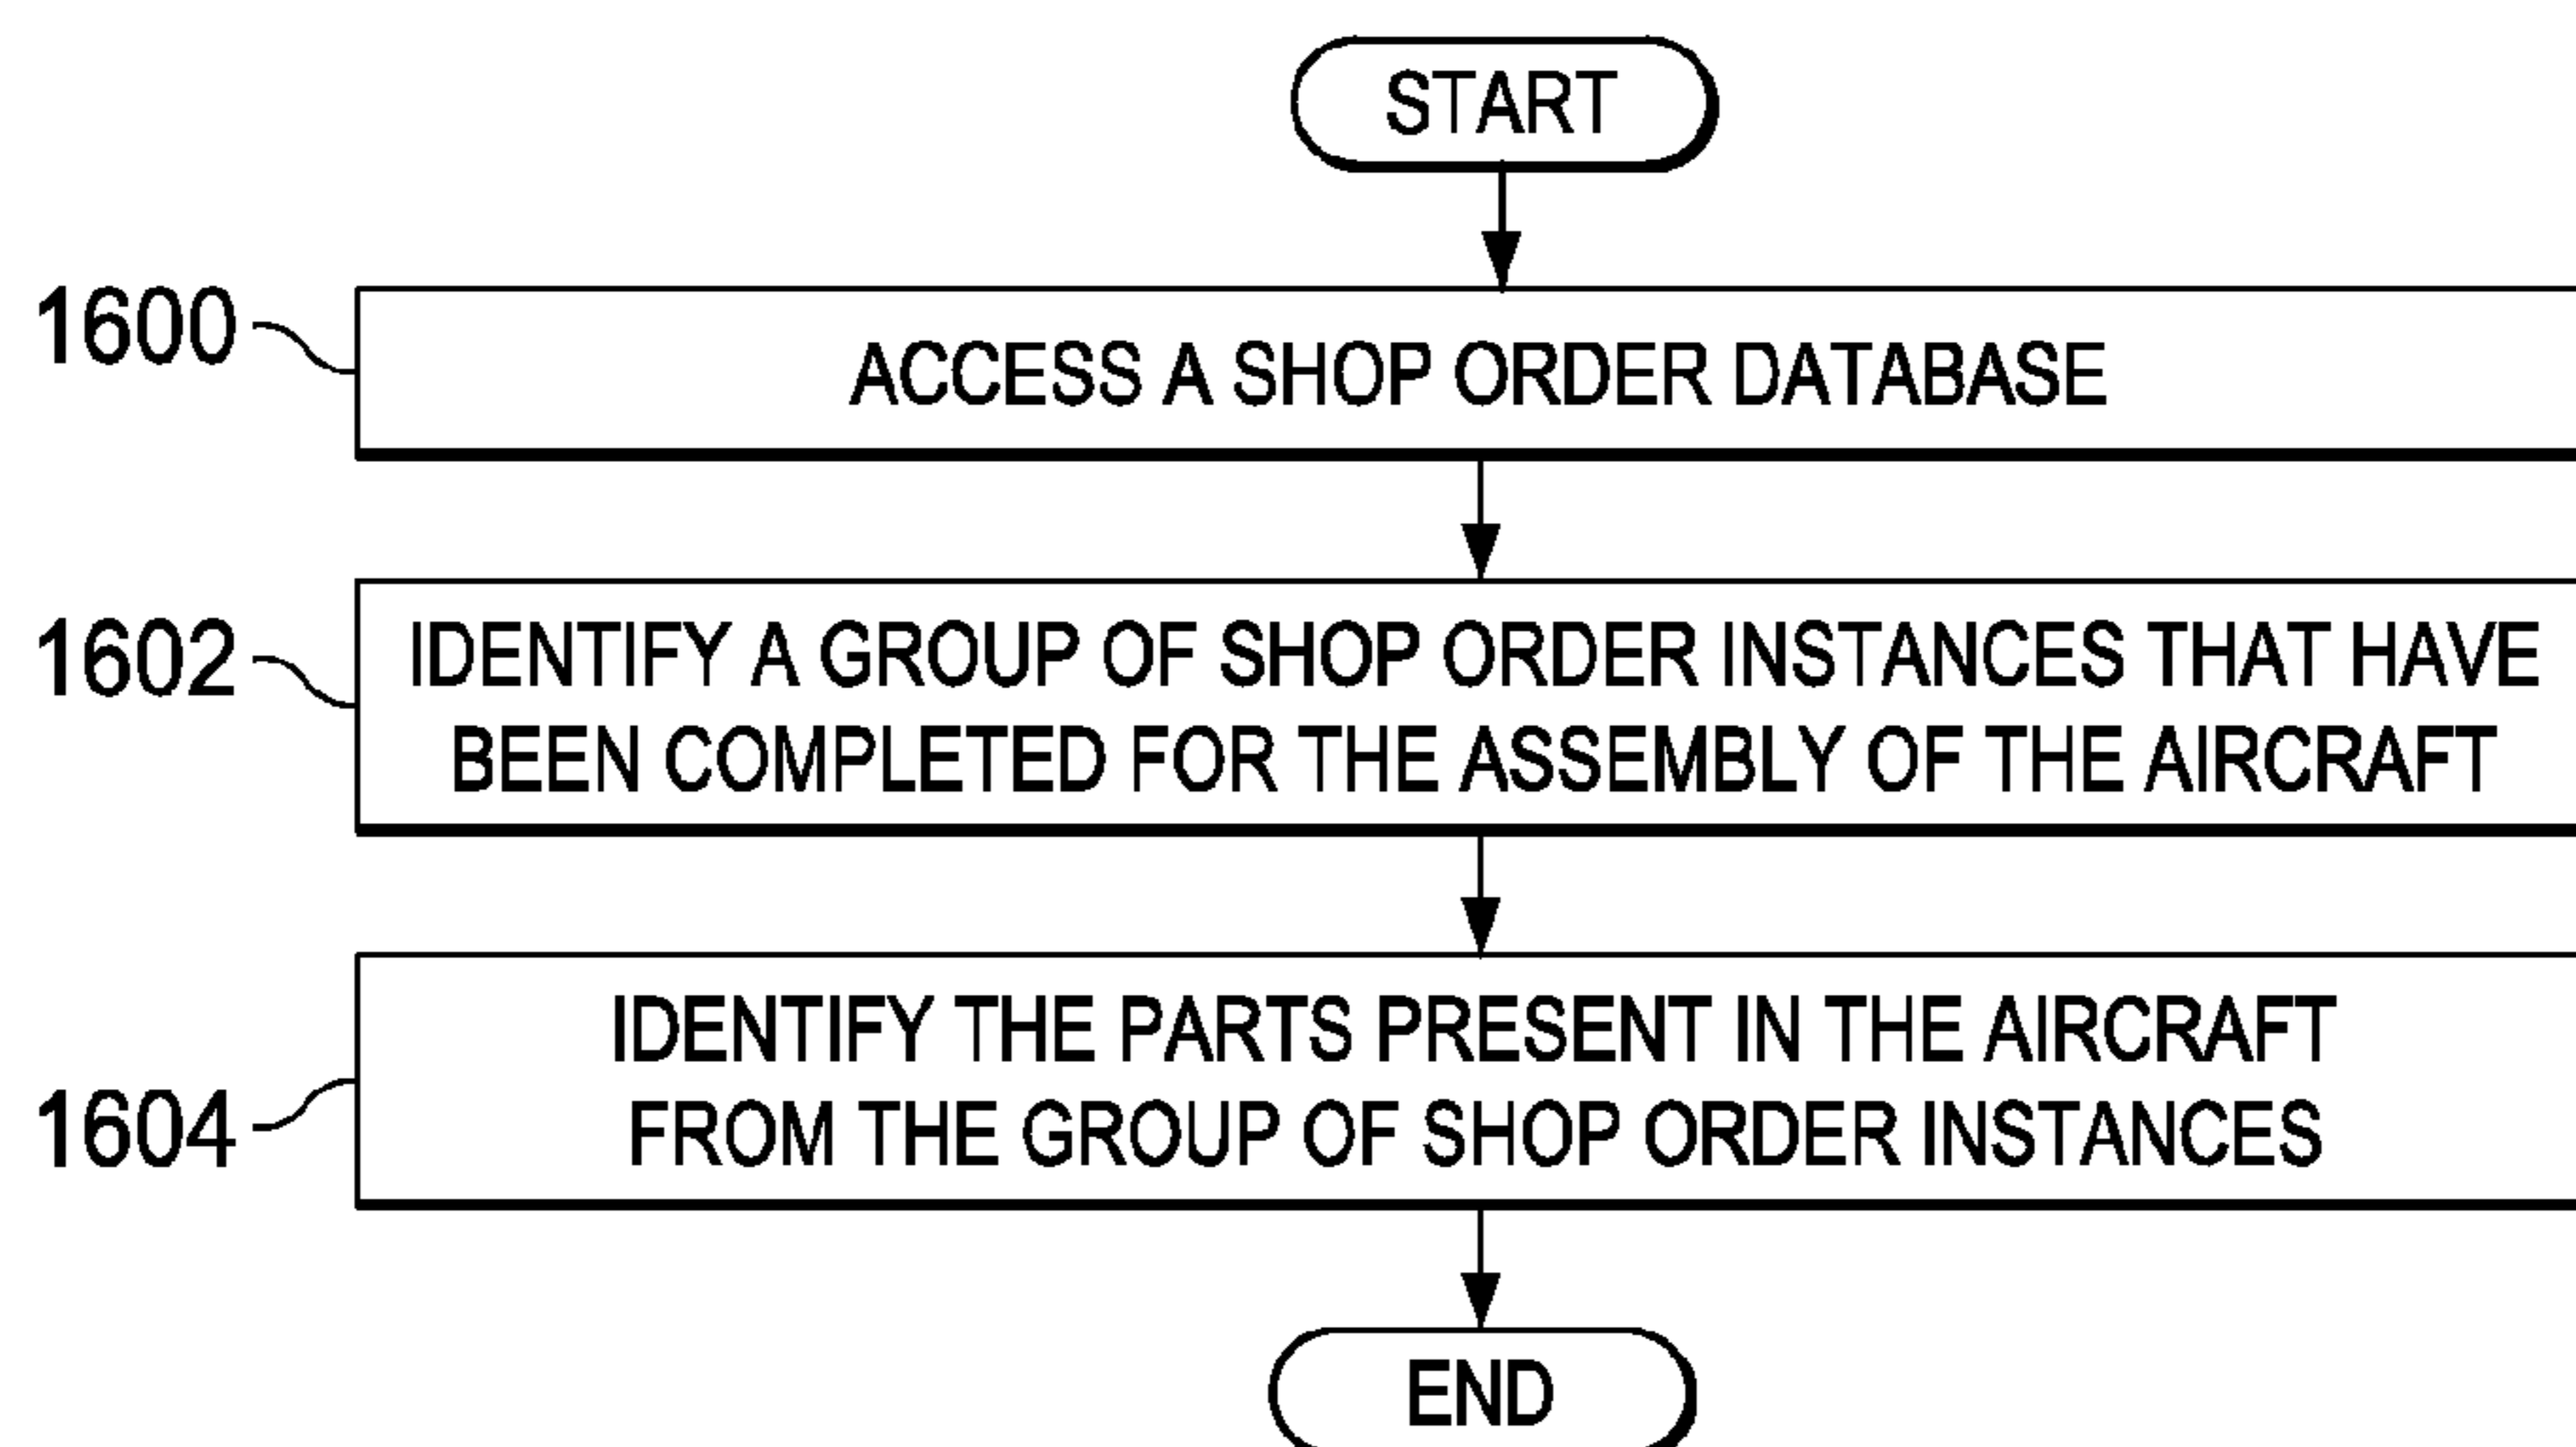 START
1600
ACCESS A SHOP ORDER DATABASE
1602
IDENTIFY A GROUP OF SHOP ORDER INSTANCES THAT HAVE
BEEN COMPLETED FOR THE ASSEMBLY OF THE AIRCRAFT
1604
IDENTIFY THE PARTS PRESENT IN THE AIRCRAFT
FROM THE GROUP OF SHOP ORDER INSTANCES
END